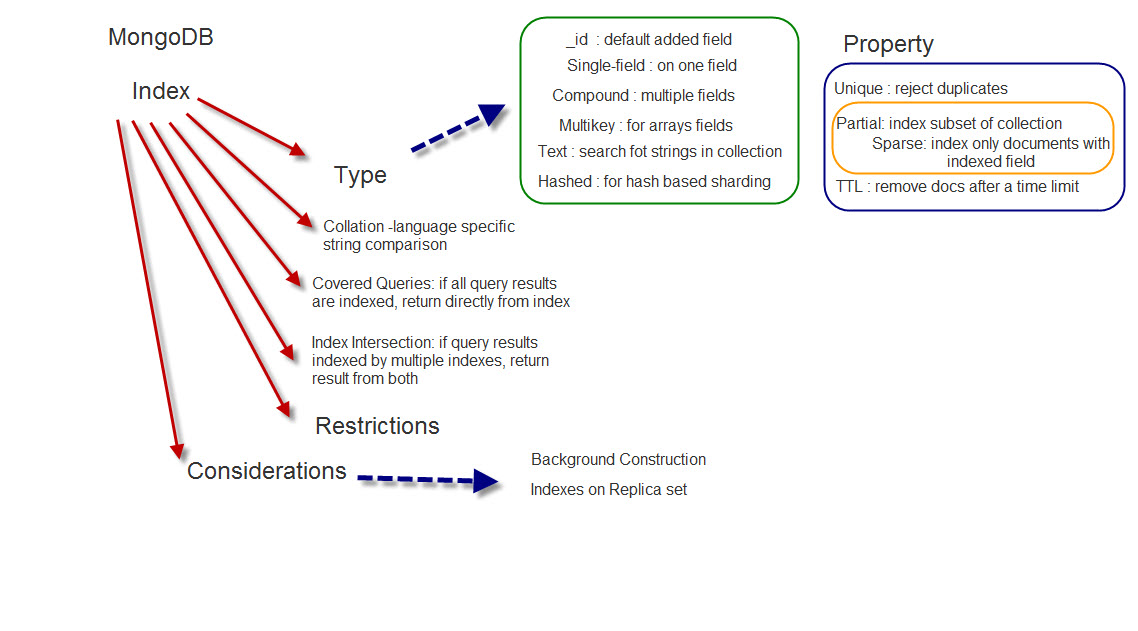 MongoDB
Index
Type
Collation -language specific
string comparison
Covered Queries: if all query results
are indexed, return directly from index
Index Intersection: if query results
indexed by multiple indexes, return
result from both
Restrictions
Considerations
Background Construction
Indexes on Replica set
_id : default added field
Single-field : on one field
Compound : multiple fields
Multikey : for arrays fields
Text : search fot strings in collection
Hashed : for hash based sharding
Property
Unique : reject duplicates
Partial: index subset of collection
Sparse: index only documents with
indexed field
TTL : remove docs after a time limit